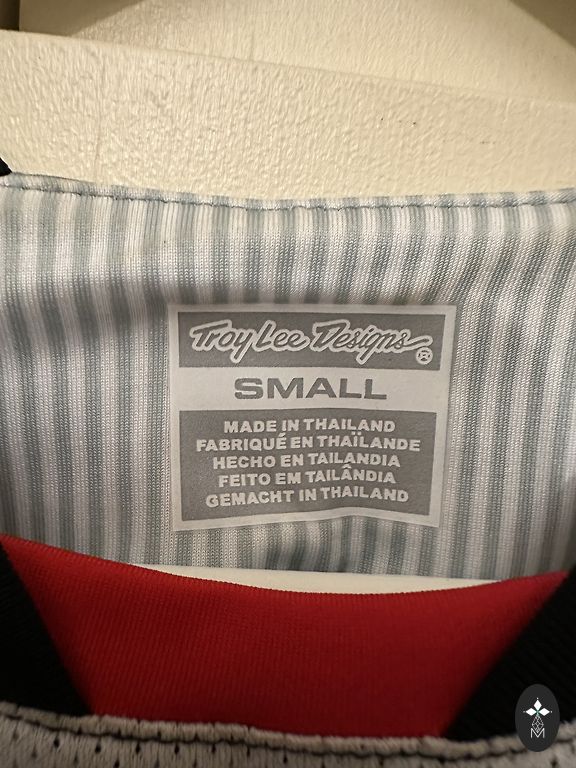 Troy Lee Designs ®
SMALL
MADE IN THAILAND
FABRIQUÉ EN THAÏLANDE
HECHO EN TAILANDIA
FEITO EM TAILÂNDIA
GEMACHT IN THAILAND
M